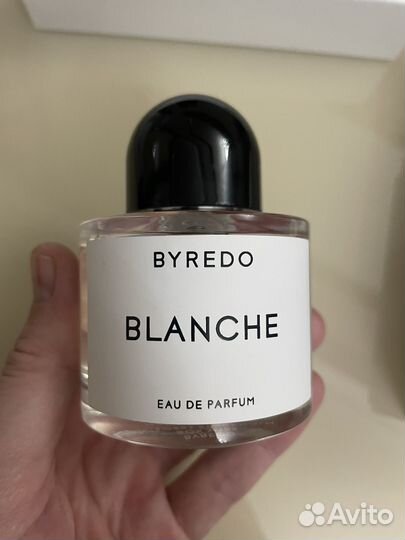 BYREDO
BLANCHE
EAU DE PARFUM
Avito